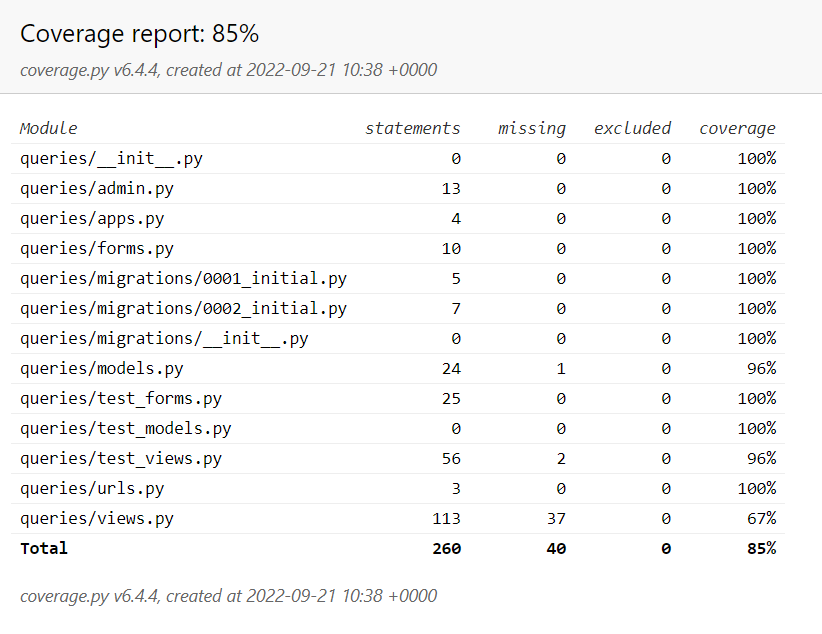 Coverage report: 85%
coverage.py v6.4.4, created at 2022-09-21 10:38 +0000
Module statements missing excluded coverage
queries/__init__.py 0 0 0 100%
queries/admin.py 13 0 0 100%
queries/apps.py 4 0 0 100%
queries/forms.py 10 0 0 100%
queries/migrations/0001_initial.py 5 0 0 100%
queries/migrations/0002_initial.py 7 0 0 100%
queries/migrations/__init__.py 0 0 0 100%
queries/models.py 24 1 0 96%
queries/test_forms.py 25 0 0 100%
queries/test_models.py 0 0 0 100%
queries/test_views.py 56 2 0 96%
queries/urls.py 3 0 0 100%
queries/views.py 113 37 0 67%
Total 260 40 0 85%
coverage.py v6.4.4, created at 2022-09-21 10:38 +0000